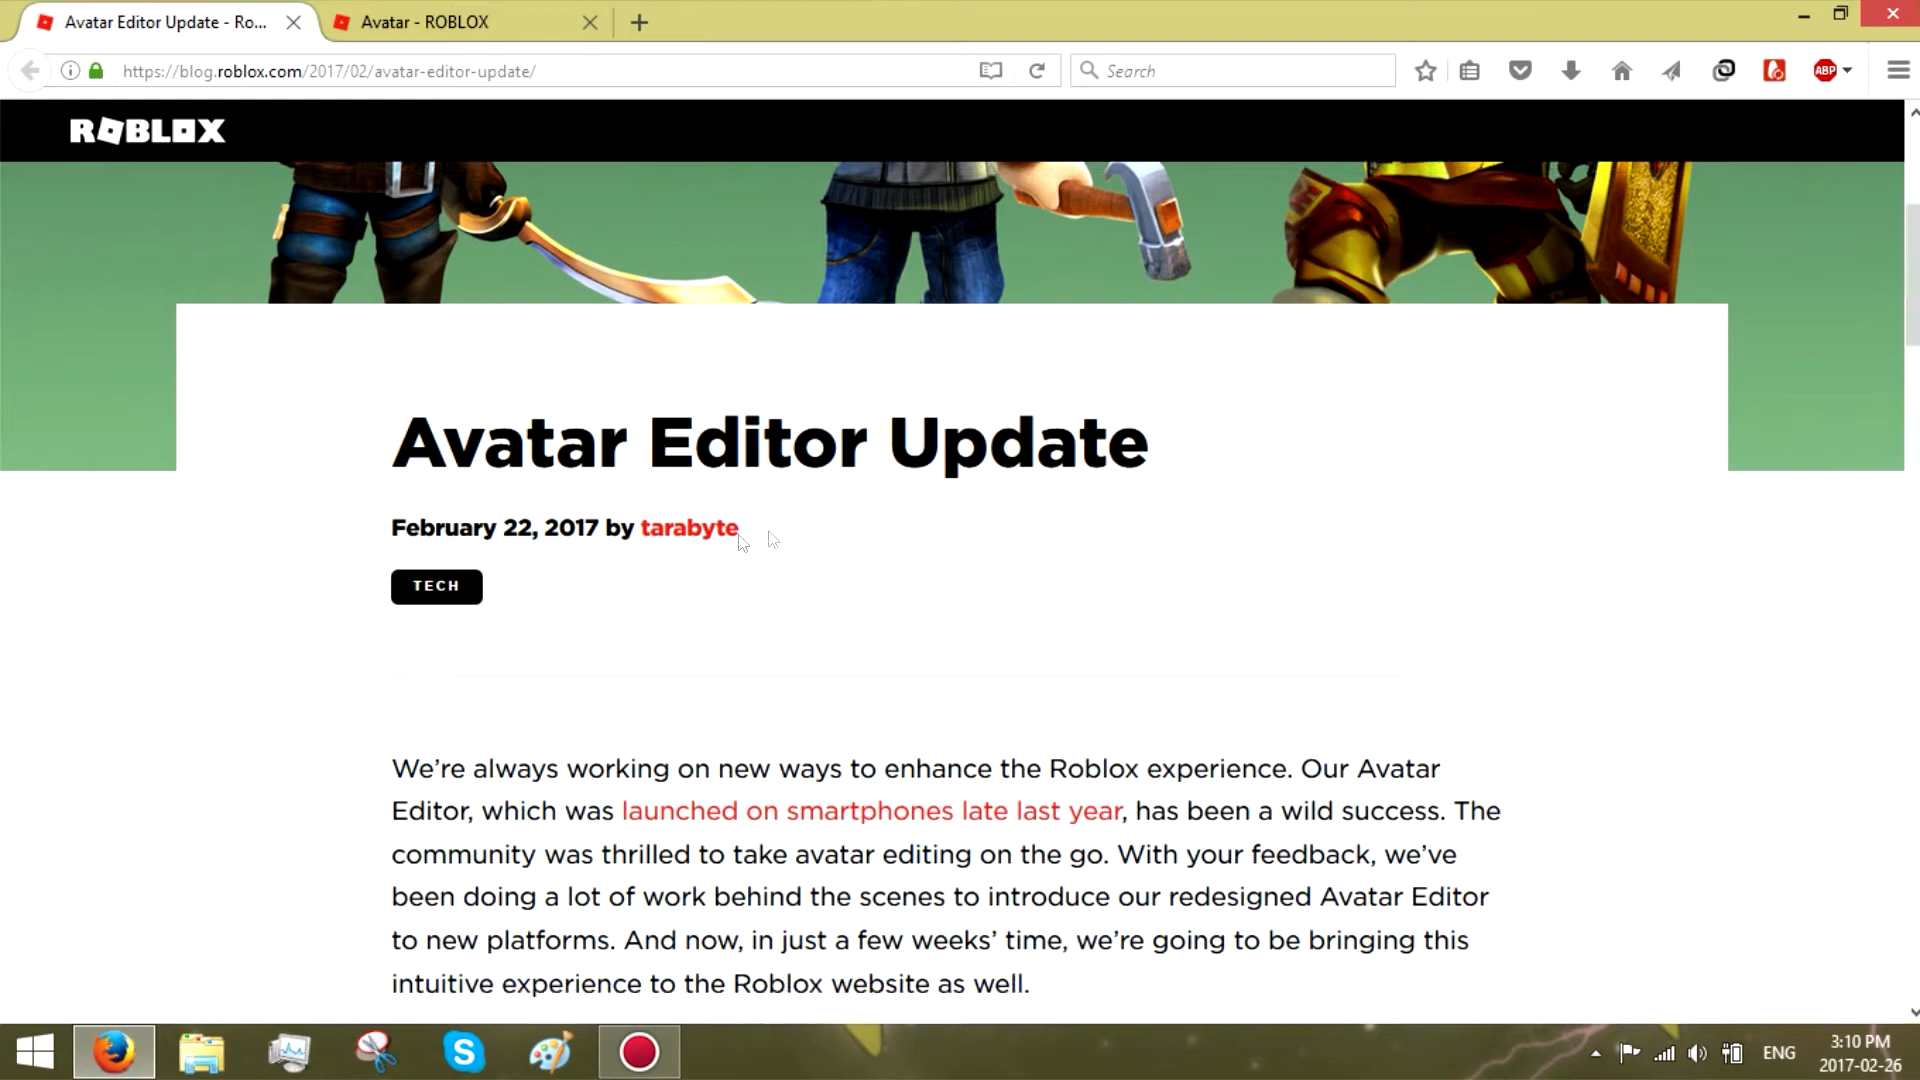 Avatar Editor Update - Ro...
Avatar - ROBLOX
https://blog.roblox.com/2017/02/avatar-editor-update/
Search
ABP
ROBLOX
Avatar Editor Update
February 22, 2017 by tarabyte
TECH
We’re always working on new ways to enhance the Roblox experience. Our Avatar
Editor, which was launched on smartphones late last year, has been a wild success. The
community was thrilled to take avatar editing on the go. With your feedback, we’ve
been doing a lot of work behind the scenes to introduce our redesigned Avatar Editor
to new platforms. And now, in just a few weeks’ time, we’re going to be bringing this
intuitive experience to the Roblox website as well.
ENG
3:10 PM
2017-02-26